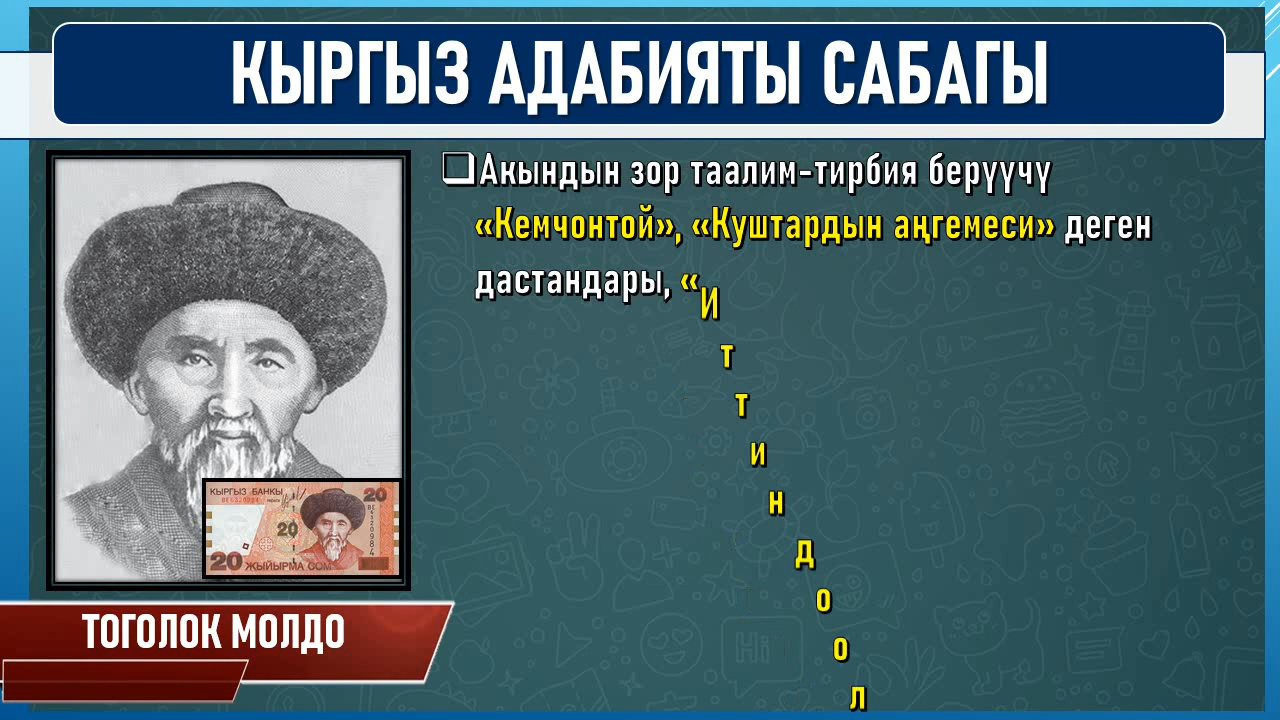 КЫРГЫЗ АДАБИЯТЫ САБАГЫ
❑Акындын зор таалим-тирбия берүүчү
«Кемчонтой», «Куштардын аңгемеси» деген
дастандары, «Иттиндоол
КЫРГЫЗ БАНКЫ
20
20
20 ЖЫЙЫРМА СОМ
ТОГОЛОК МОЛДО